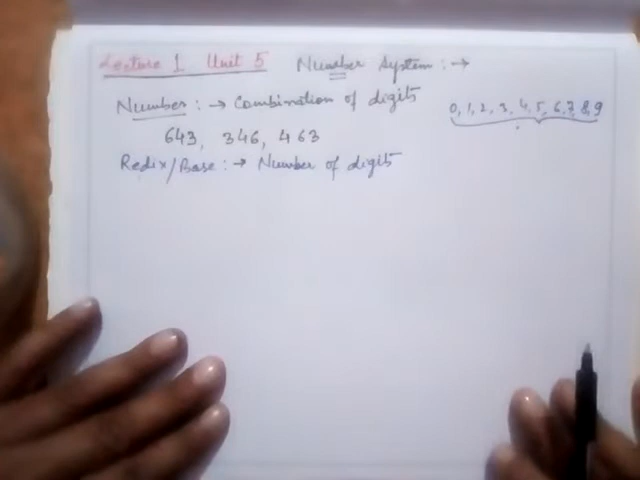 Lecture 1 Unit 5 Number System :→
Number :→ Combination of digits 0, 1, 2, 3, 4, 5, 6, 7, 8, 9
643, 346, 463
Redix/Base :→ Number of digits